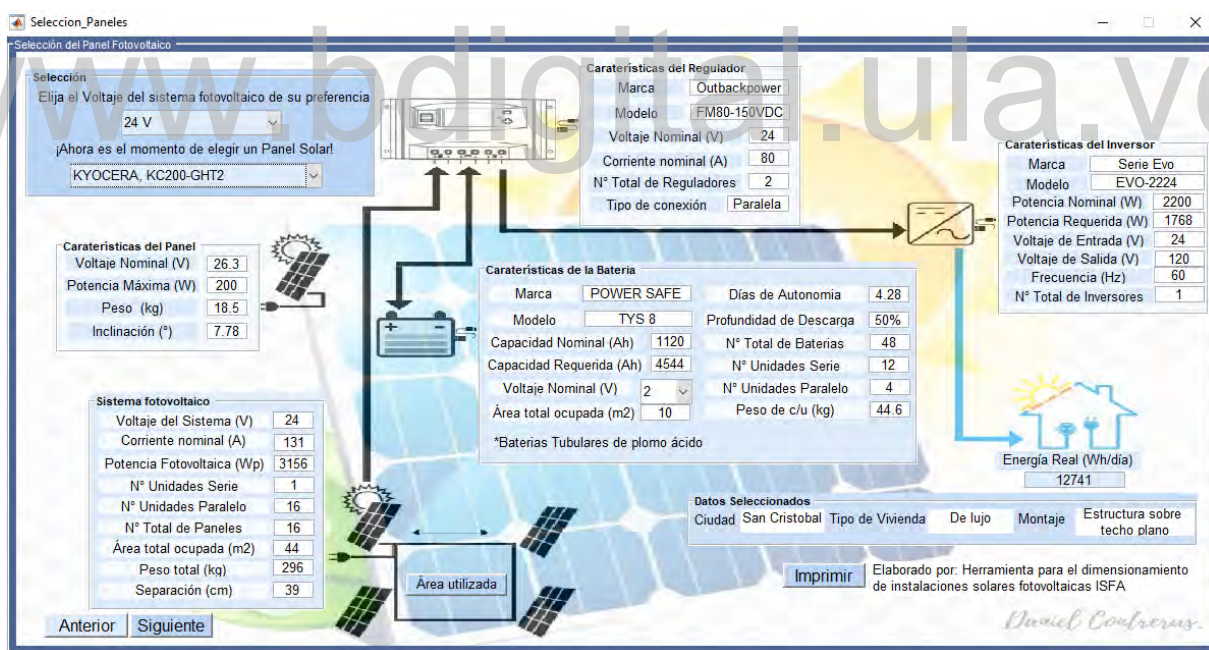 Seleccion_Paneles
Selección del Panel Fotovoltaico
www.bdigital.ula.ve
Selección
Elija el Voltaje del sistema fotovoltaico de su preferencia
24 V
¡Ahora es el momento de elegir un Panel Solar!
KYOCERA, KC200-GHT2
Caraterísticas del Regulador
Marca Outbackpower
Modelo FM80-150VDC
Voltaje Nominal (V) 24
Corriente nominal (A) 80
N° Total de Reguladores 2
Tipo de conexión Paralela
Caraterísticas del Inversor
Marca Serie Evo
Modelo EVO-2224
Potencia Nominal (W) 2200
Potencia Requerida (W) 1768
Voltaje de Entrada (V) 24
Voltaje de Salida (V) 120
Frecuencia (Hz) 60
N° Total de Inversores 1
Caraterísticas del Panel
Voltaje Nominal (V) 26.3
Potencia Máxima (W) 200
Peso (kg) 18.5
Inclinación (°) 7.78
Caraterísticas de la Bateria
Marca POWER SAFE Días de Autonomia 4.28
Modelo TYS 8 Profundidad de Descarga 50%
Capacidad Nominal (Ah) 1120 N° Total de Baterias 48
Capacidad Requerida (Ah) 4544 N° Unidades Serie 12
Voltaje Nominal (V) 2 N° Unidades Paralelo 4
Área total ocupada (m2) 10 Peso de c/u (kg) 44.6
*Baterias Tubulares de plomo ácido
Sistema fotovoltaico
Voltaje del Sistema (V) 24
Corriente nominal (A) 131
Potencia Fotovoltaica (Wp) 3156
N° Unidades Serie 1
N° Unidades Paralelo 16
N° Total de Paneles 16
Área total ocupada (m2) 44
Peso total (kg) 296
Separación (cm) 39
Área utilizada
Energía Real (Wh/día)
12741
Datos Seleccionados
Ciudad San Cristobal Tipo de Vivienda De lujo Montaje Estructura sobre
techo plano
Imprimir Elaborado por: Herramienta para el dimensionamiento
de instalaciones solares fotovoltaicas ISFA
Anterior Siguiente
Daniel Contreras.